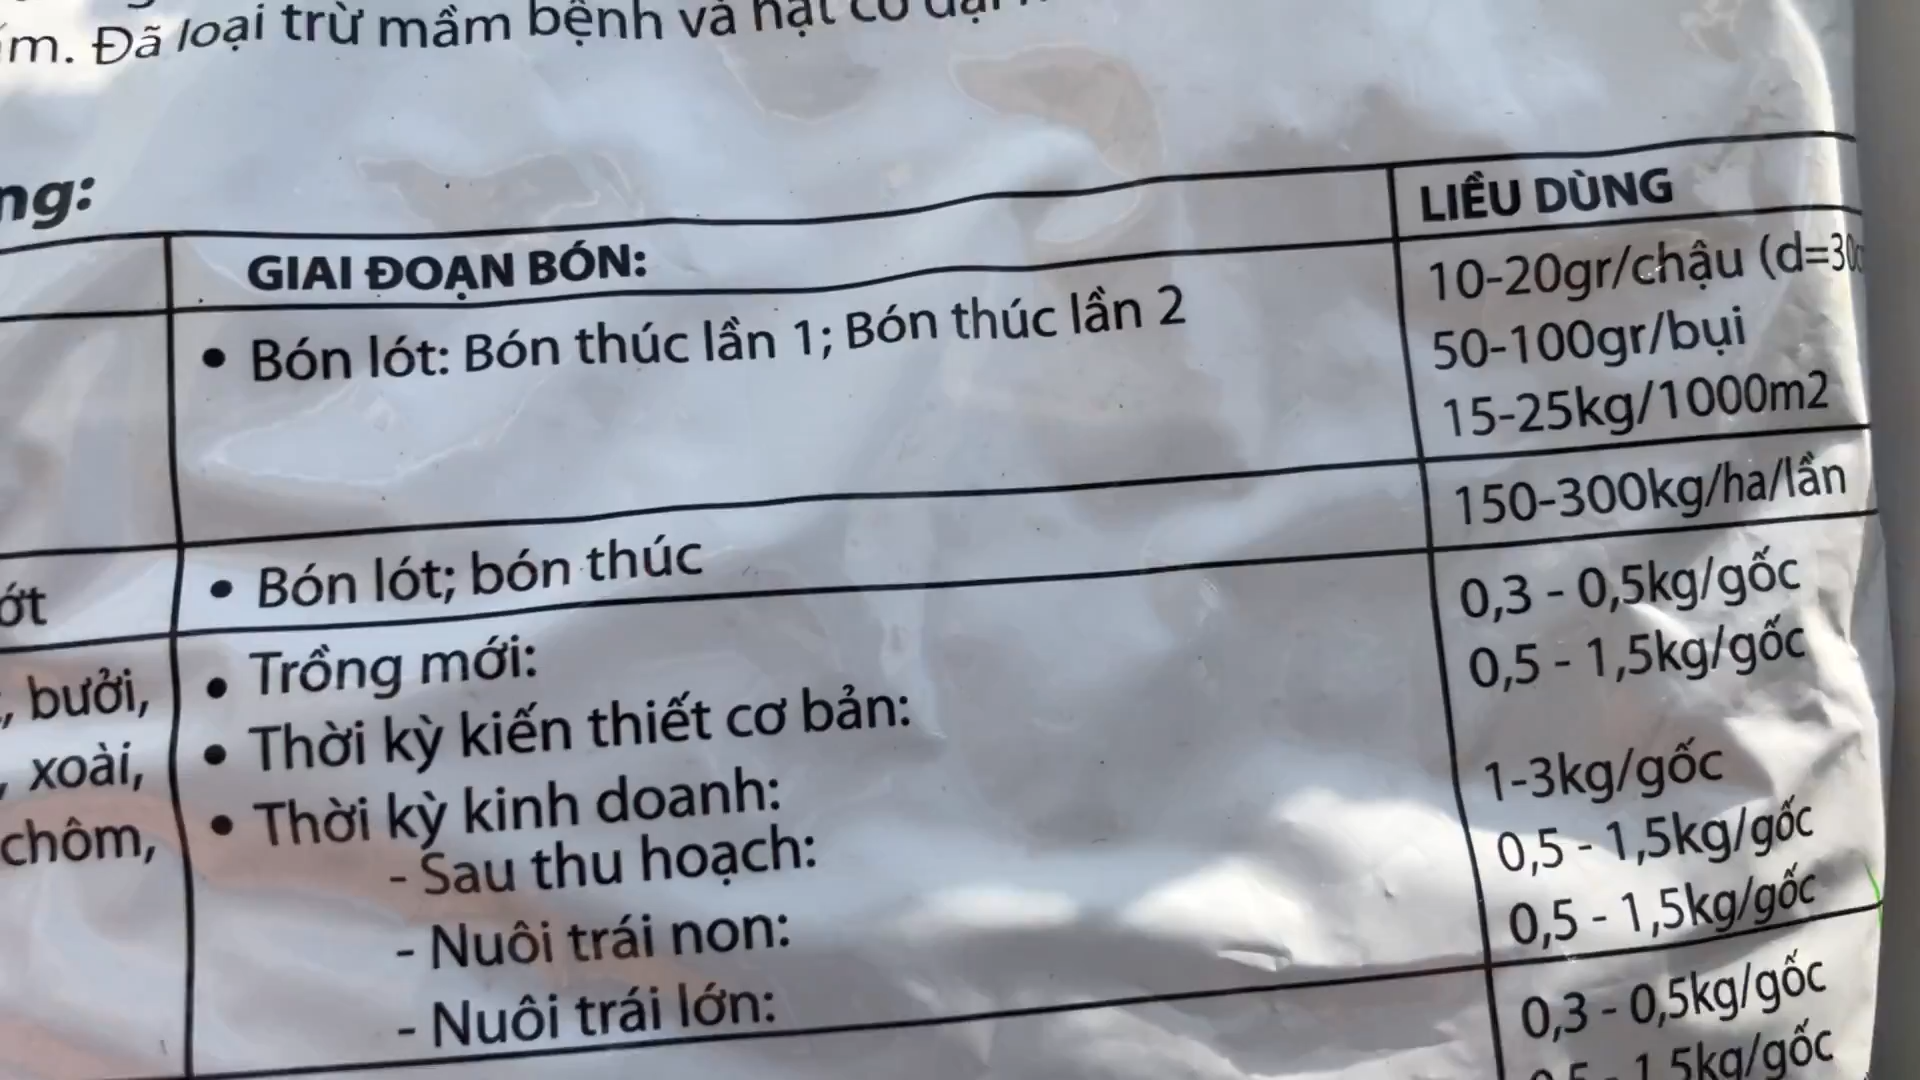 m. Đã loại trừ mầm bệnh và hạt cỏ dại
ng:
GIAI ĐOẠN BÓN:
LIỀU DÙNG
• Bón lót: Bón thúc lần 1; Bón thúc lần 2
10-20gr/chậu (d=30c
50-100gr/bụi
15-25kg/1000m2
ớt
• Bón lót; bón thúc
150-300kg/ha/lần
, bưởi,
, xoài,
chôm,
• Trồng mới:
0,3 - 0,5kg/gốc
• Thời kỳ kiến thiết cơ bản:
0,5 - 1,5kg/gốc
• Thời kỳ kinh doanh:
- Sau thu hoạch:
1-3kg/gốc
- Nuôi trái non:
0,5 - 1,5kg/gốc
- Nuôi trái lớn:
0,5 - 1,5kg/gốc
0,3 - 0,5kg/gốc
1,5kg/gốc